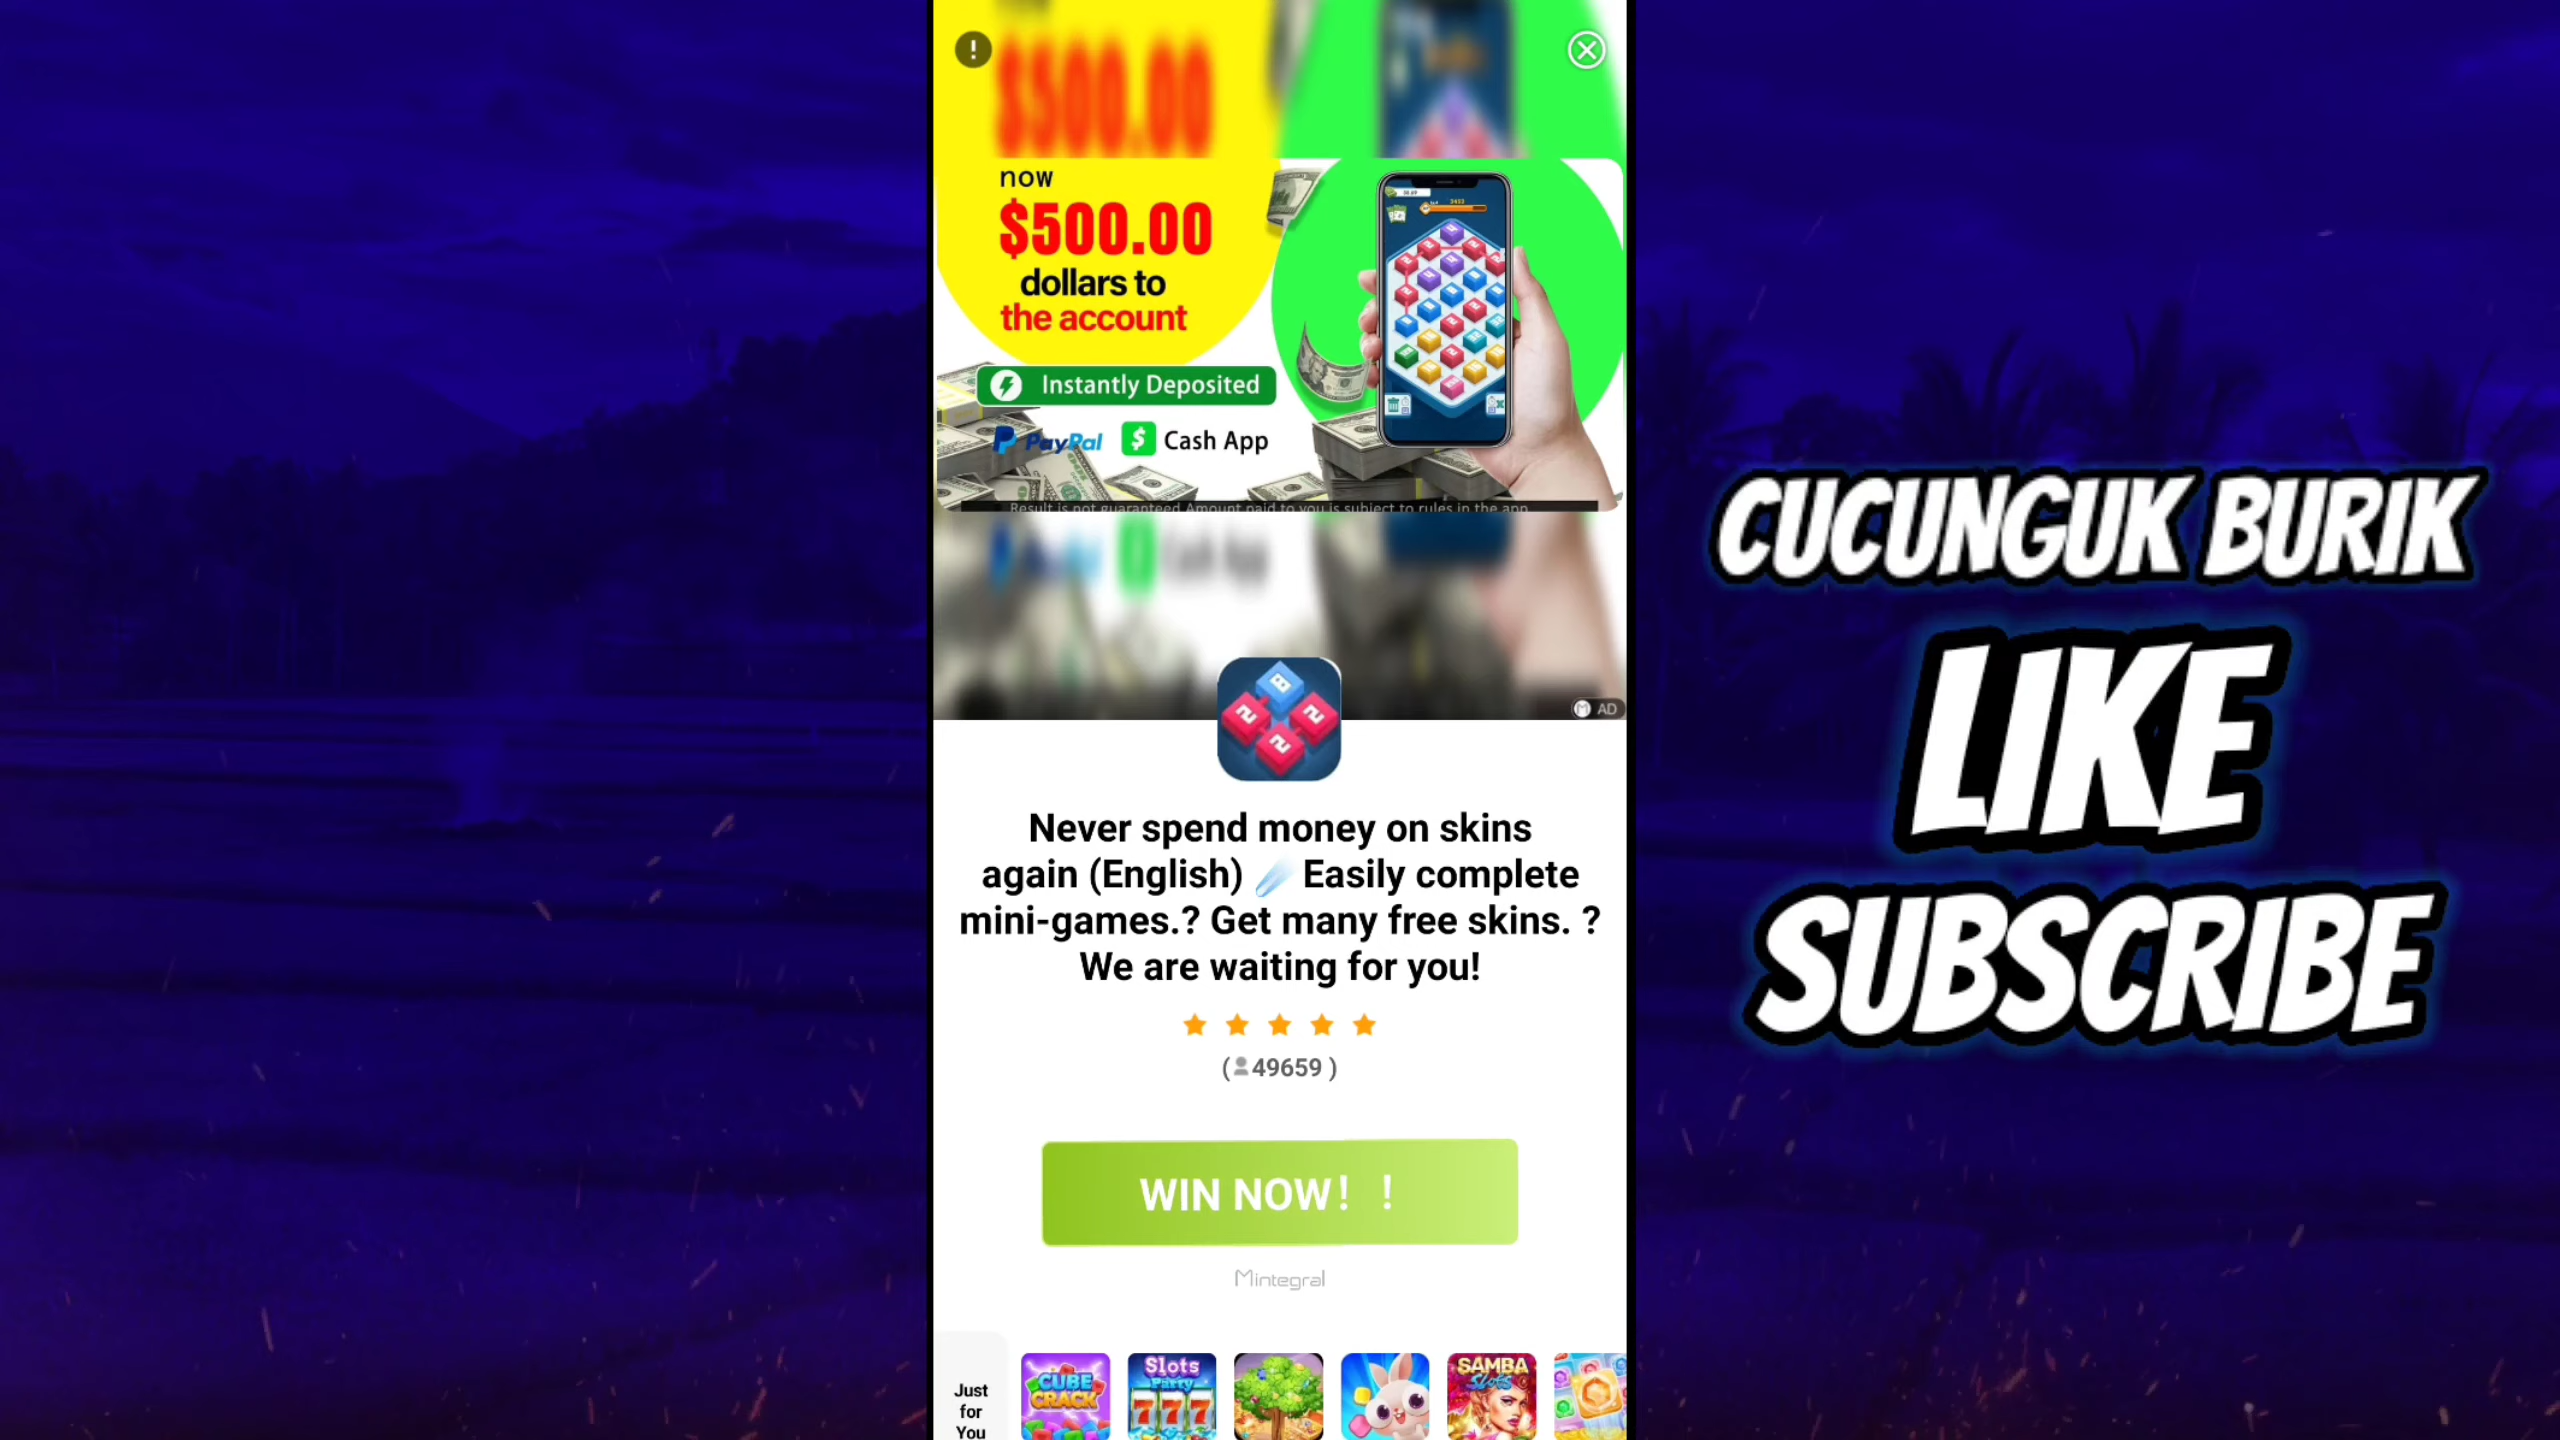 $500.00
now
$500.00
dollars to
the account
Instantly Deposited
PayPal Cash App
Result is not guaranteed Amount paid to you is subject to rules in the app
Cash App
AD
Never spend money on skins
again (English) ☄️ Easily complete
mini-games.? Get many free skins. ?
We are waiting for you!
(49659)
WIN NOW! !
Mintegral
Just
for
You
CUBE
CRACK
Slots
Party
777
SAMBA
Slots
CUCUNGUK BURIK
LIKE
SUBSCRIBE